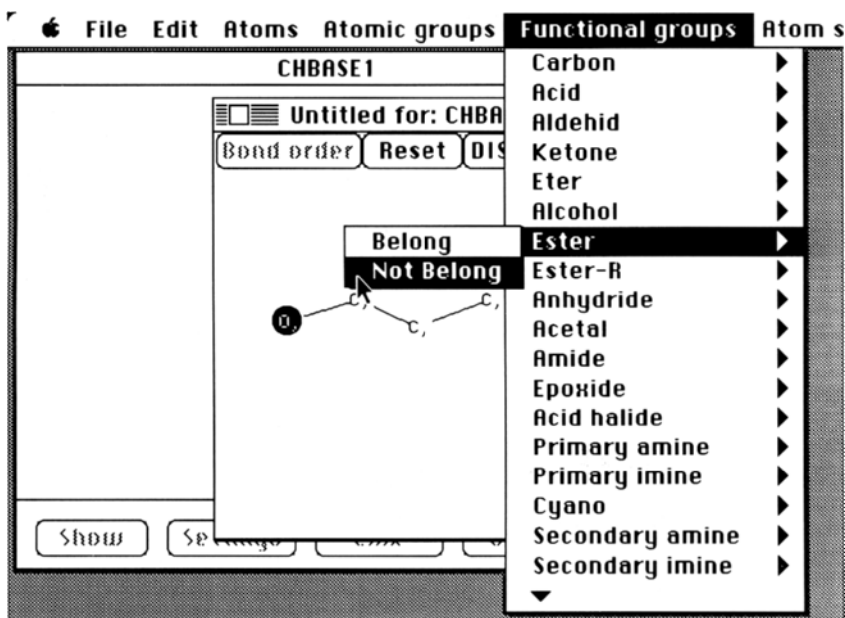 File Edit Atoms Atomic groups Functional groups Atom s
CHBASE1
Untitled for: CHBA
Bond order Reset DIS
Belong
Not Belong
O, C, C, C,
Show
Carbon
Acid
Aldehid
Ketone
Eter
Alcohol
Ester
Ester-R
Anhydride
Acetal
Amide
Epoxide
Acid halide
Primary amine
Primary imine
Cyano
Secondary amine
Secondary imine